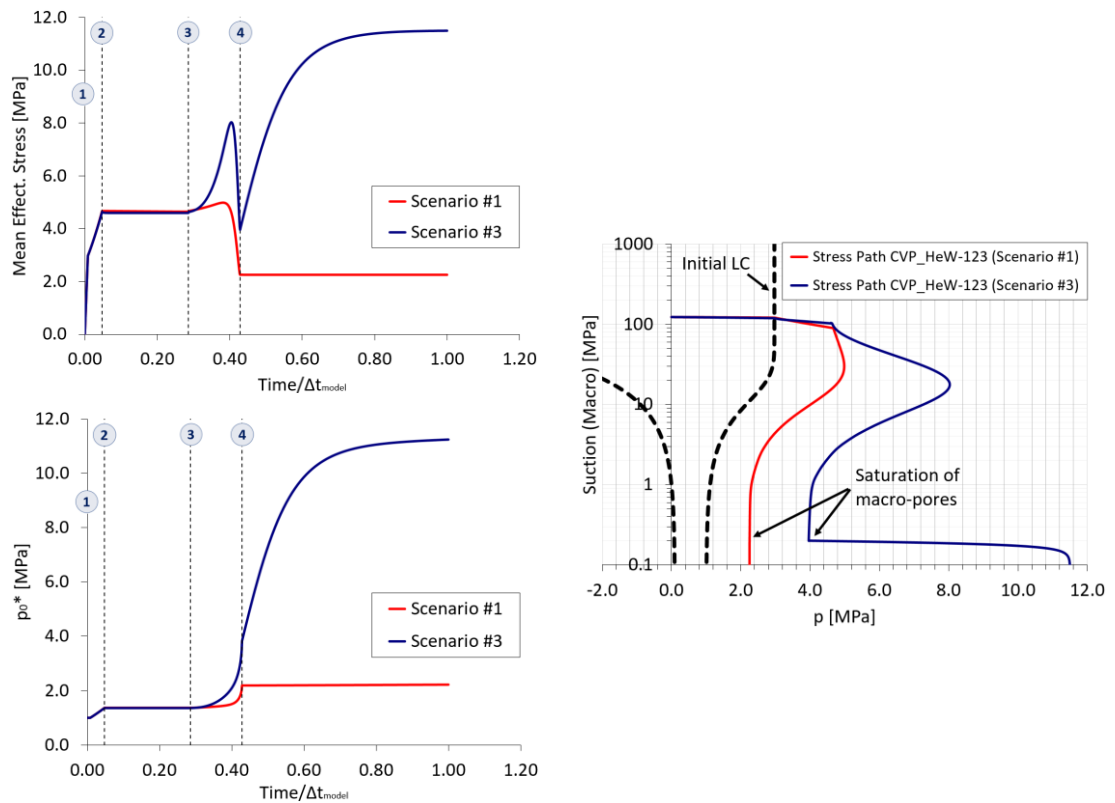 12.0
10.0
8.0
6.0
4.0
2.0
0.0
Mean Effect. Stress [MPa]
1
2
3
4
Scenario #1
Scenario #3
0.00 0.20 0.40 0.60 0.80 1.00 1.20
Time/Δtmodel
12.0
10.0
8.0
6.0
4.0
2.0
0.0
p₀* [MPa]
1
2
3
4
Scenario #1
Scenario #3
0.00 0.20 0.40 0.60 0.80 1.00 1.20
Time/Δtmodel
1000
100
10
1
0.1
Suction (Macro) [MPa]
Initial LC
Stress Path CVP_HeW-123 (Scenario #1)
Stress Path CVP_HeW-123 (Scenario #3)
Saturation of
macro-pores
-2.0 0.0 2.0 4.0 6.0 8.0 10.0 12.0
p [MPa]